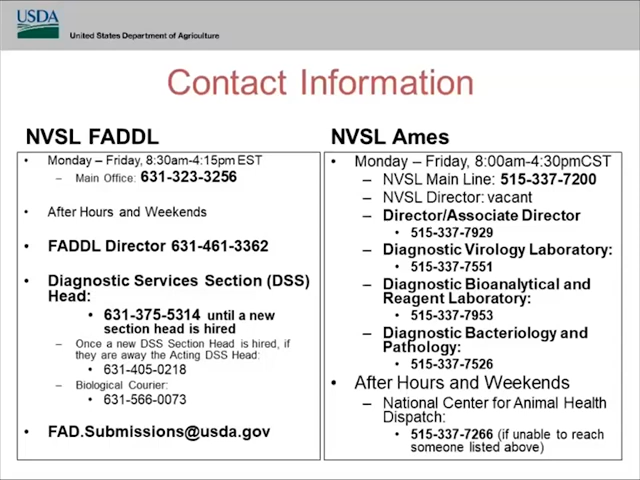 USDA
United States Department of Agriculture
Contact Information
NVSL FADDL
• Monday – Friday, 8:30am-4:15pm EST
– Main Office: 631-323-3256
• After Hours and Weekends
• FADDL Director 631-461-3362
• Diagnostic Services Section (DSS)
Head:
• 631-375-5314 until a new
section head is hired
– Once a new DSS Section Head is hired, if
they are away the Acting DSS Head:
• 631-405-0218
– Biological Courier:
• 631-566-0073
• FAD.Submissions@usda.gov
NVSL Ames
• Monday – Friday, 8:00am-4:30pmCST
– NVSL Main Line: 515-337-7200
– NVSL Director: vacant
– Director/Associate Director
• 515-337-7929
– Diagnostic Virology Laboratory:
• 515-337-7551
– Diagnostic Bioanalytical and
Reagent Laboratory:
• 515-337-7953
– Diagnostic Bacteriology and
Pathology:
• 515-337-7526
• After Hours and Weekends
– National Center for Animal Health
Dispatch:
• 515-337-7266 (if unable to reach
someone listed above)